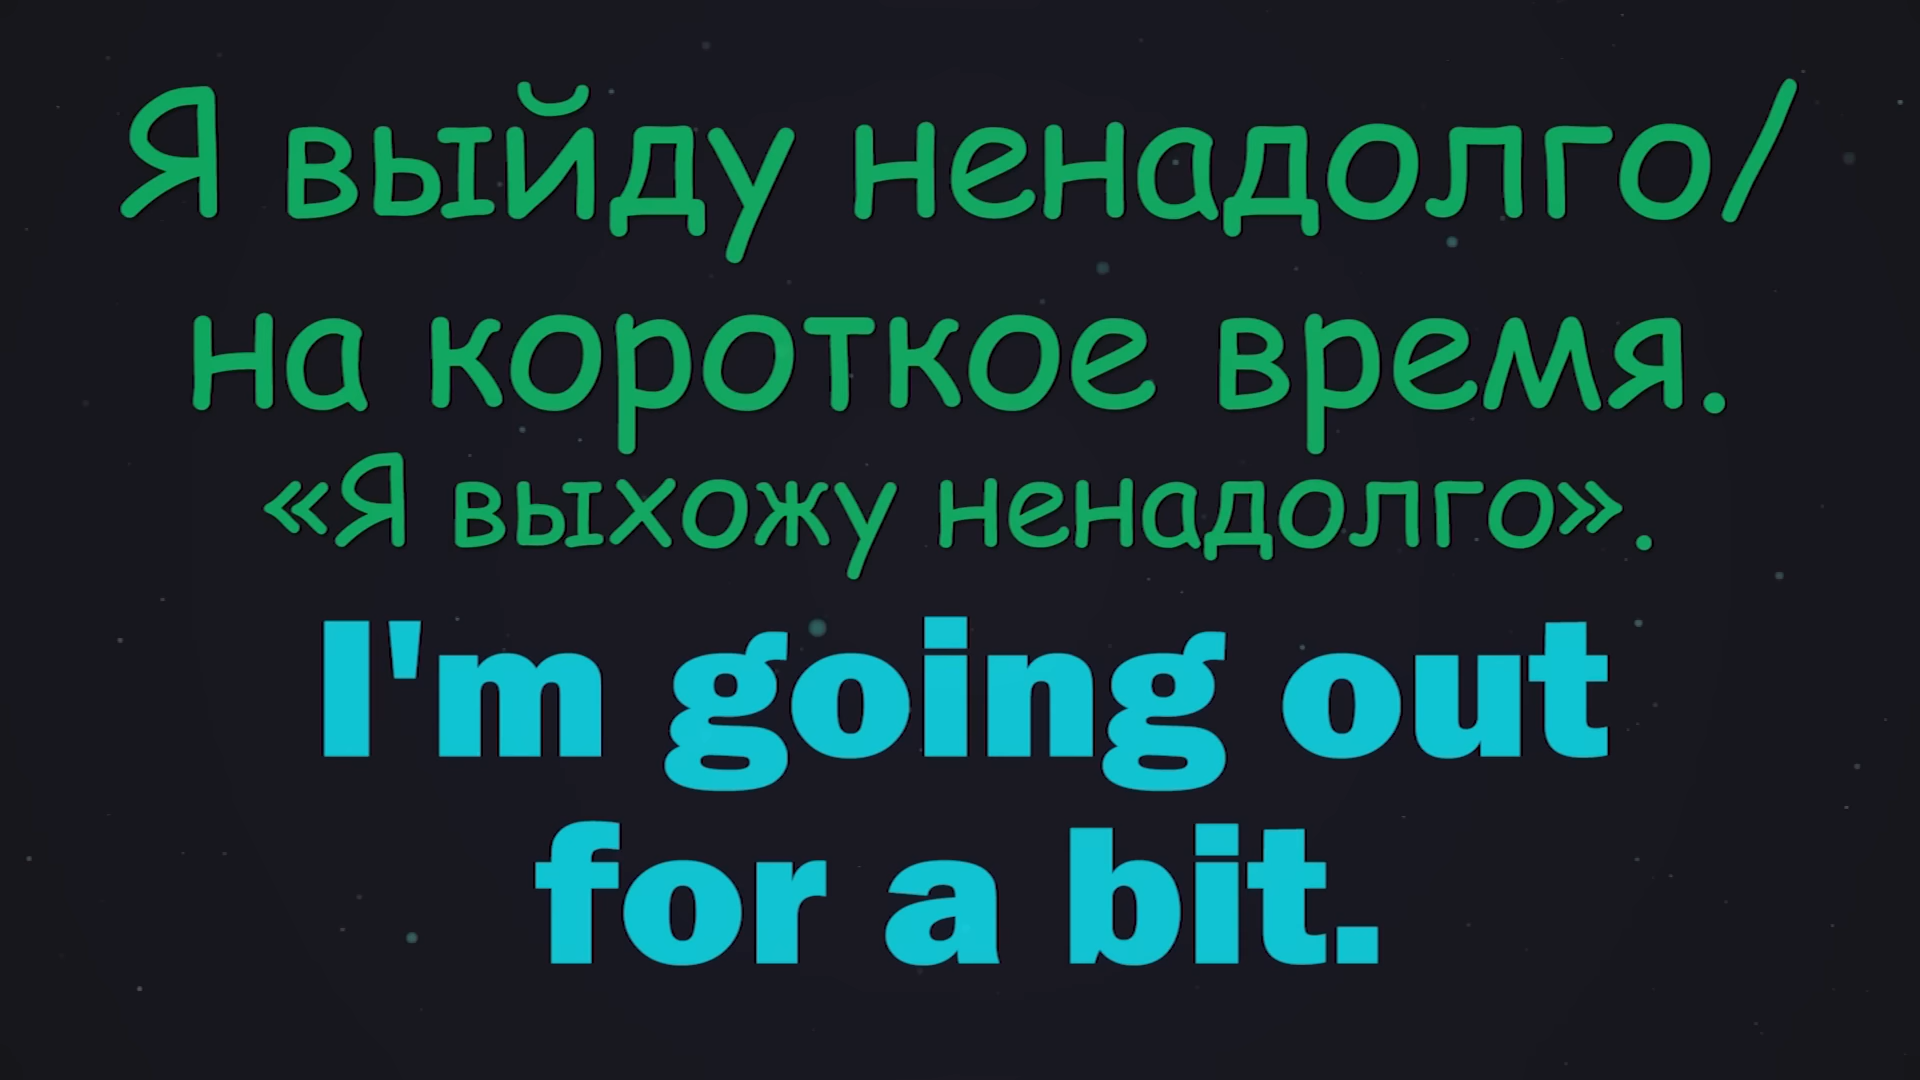 Я выйду ненадолго/
на короткое время.
«Я выхожу ненадолго».
I'm going out
for a bit.